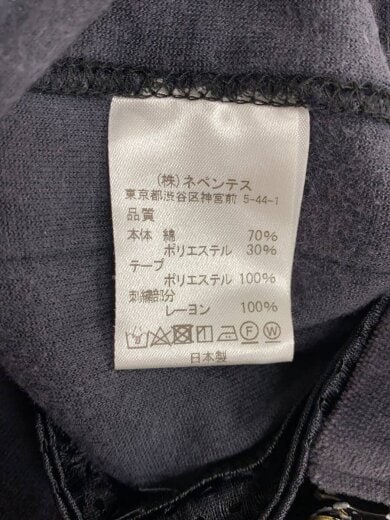 (株)ネペンテス
東京都渋谷区神宮前 5-44-1
品質
本体 綿 70%
ポリエステル 30%
テープ
ポリエステル 100%
刺繍部分
レーヨン 100%
日本製